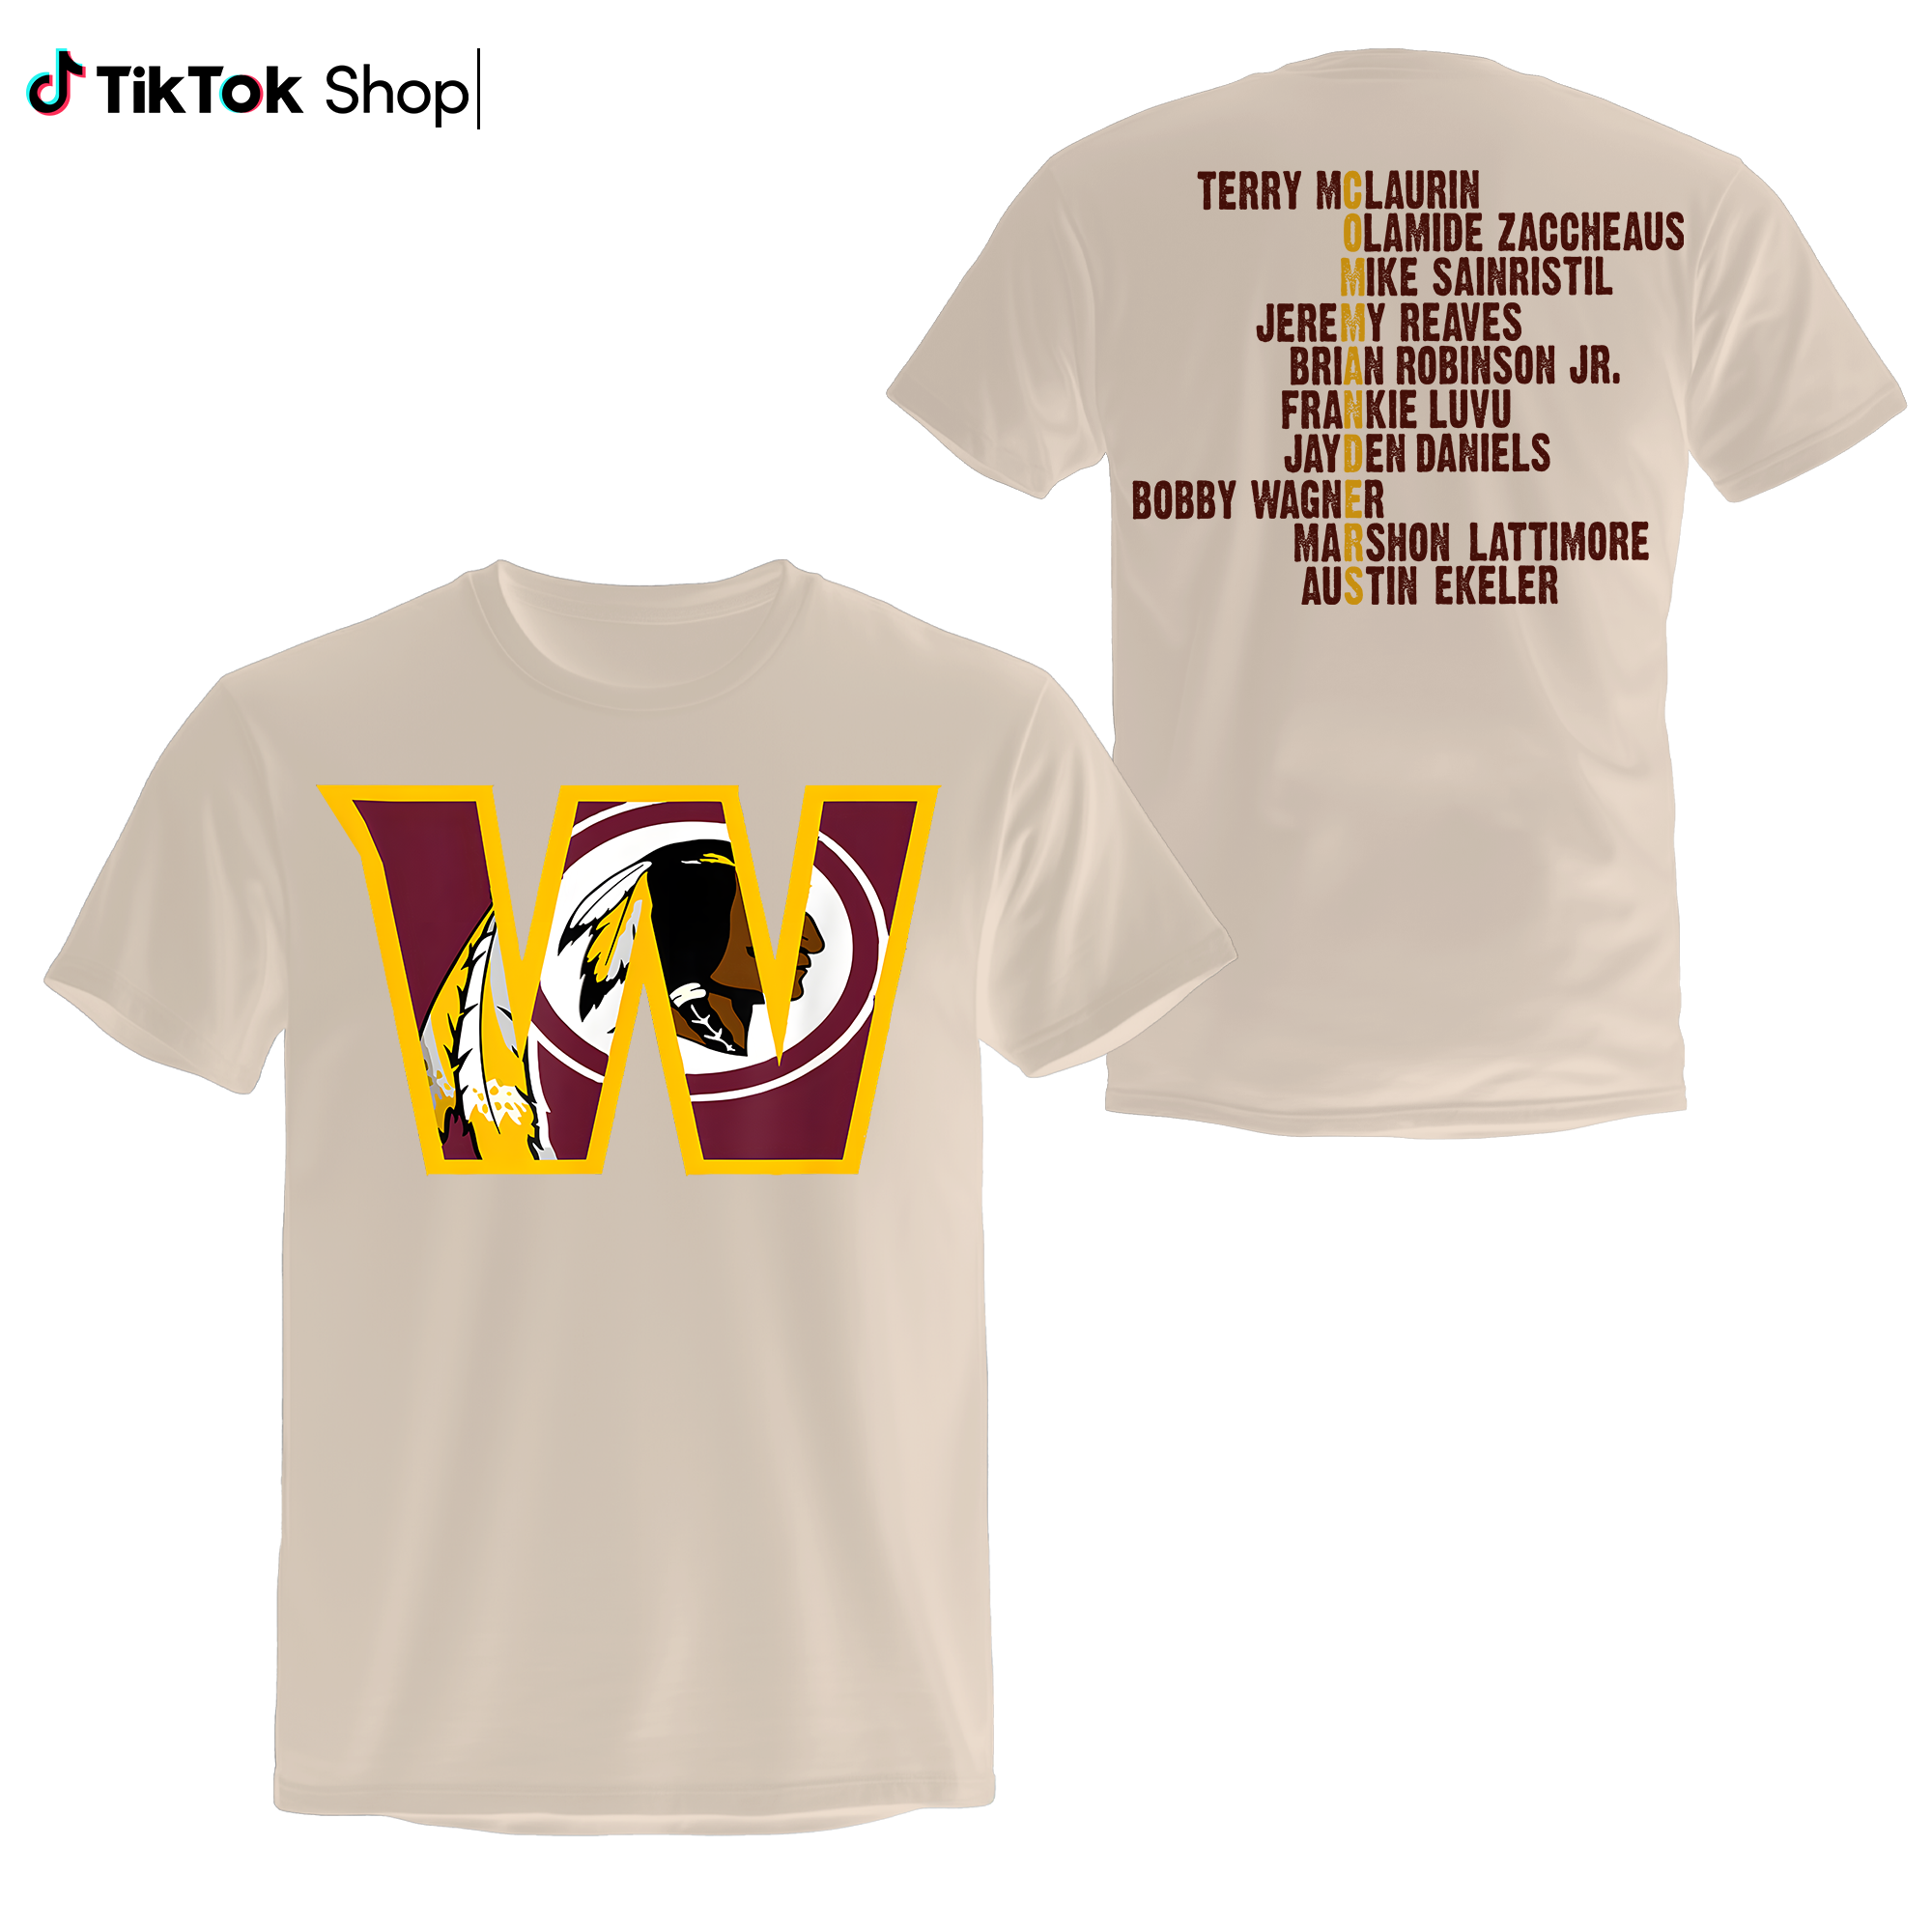 TikTok Shop
TERRY MCLAURIN
OLAMIDE ZACCHEAUS
MIKE SAINRISTIL
JEREMY REAVES
BRIAN ROBINSON JR.
FRANKIE LUVU
JAYDEN DANIELS
BOBBY WAGNER
MARSHON LATTIMORE
AUSTIN EKELER
W